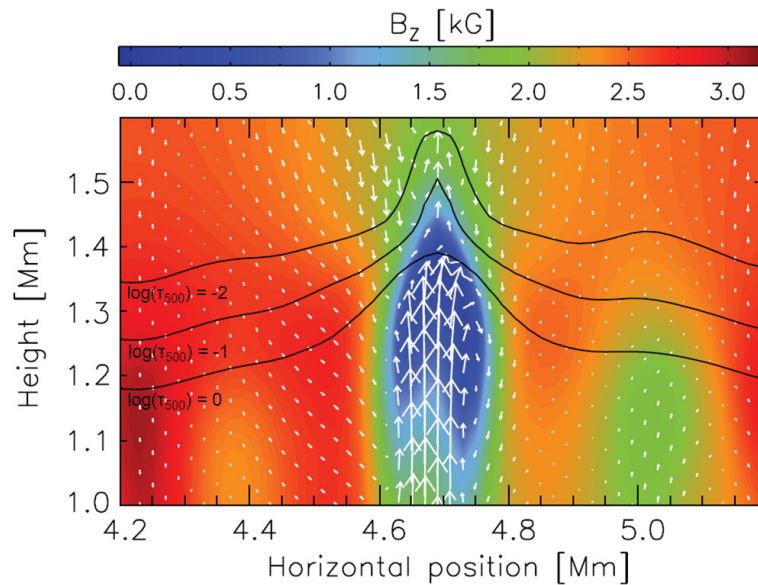 B_z [kG]
0.0 0.5 1.0 1.5 2.0 2.5 3.0
Height [Mm]
1.5
1.4
1.3
1.2
1.1
1.0
log(τ500) = -2
log(τ500) = -1
log(τ500) = 0
4.2 4.4 4.6 4.8 5.0
Horizontal position [Mm]